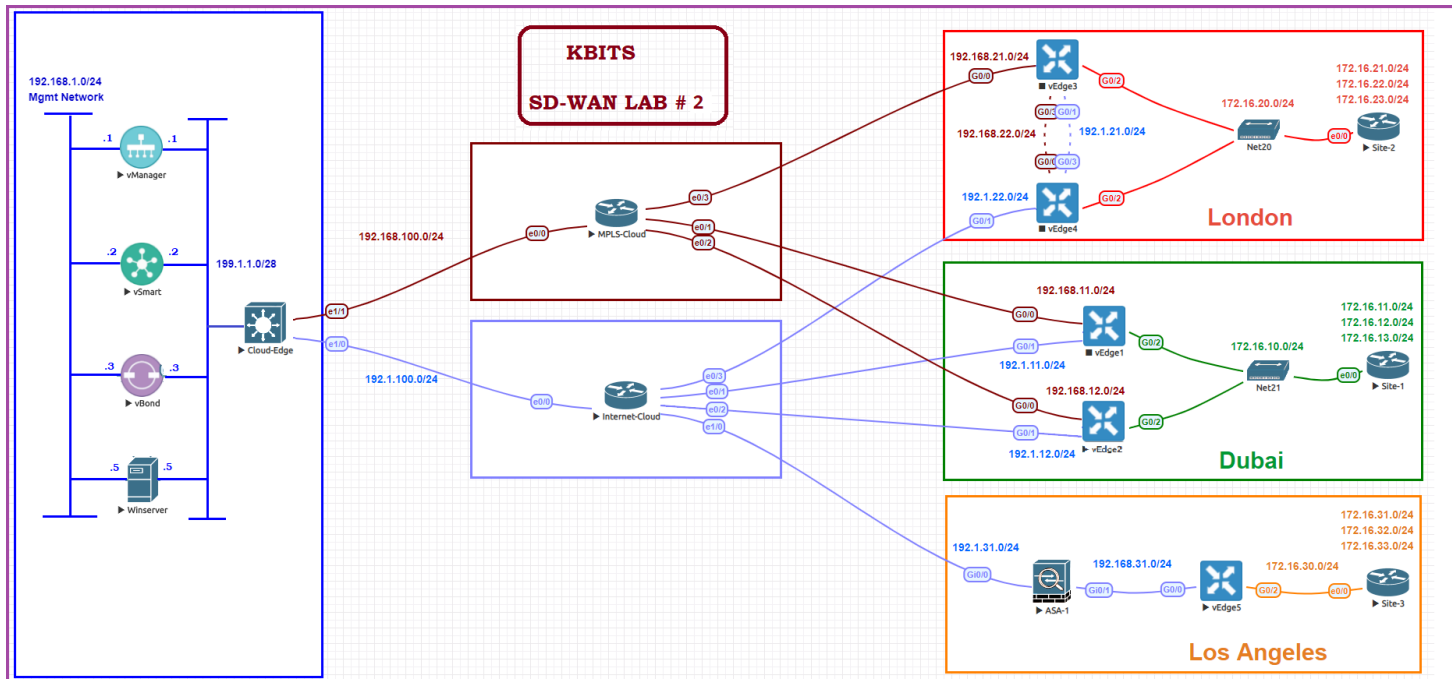 KBITS
SD-WAN LAB # 2
192.168.1.0/24
Mgmt Network
.1
.1
vManager
.2
.2
vSmart
199.1.1.0/28
.3
.3
vBond
.5
.5
Winserver
Cloud-Edge
e1/1
e1/0
192.168.100.0/24
192.1.100.0/24
e0/0
MPLS-Cloud
e0/3
e0/1
e0/2
e0/0
Internet-Cloud
e0/3
e0/1
e0/2
e1/0
192.168.21.0/24
G0/0
vEdge3
G0/2
G0/1
192.168.22.0/24
192.1.21.0/24
G0/3
192.1.22.0/24
G0/1
vEdge4
G0/2
172.16.20.0/24
Net20
e0/0
172.16.21.0/24
172.16.22.0/24
172.16.23.0/24
Site-2
London
192.168.11.0/24
G0/0
G0/1
192.1.11.0/24
vEdge1
G0/2
192.168.12.0/24
G0/0
G0/1
192.1.12.0/24
vEdge2
G0/2
172.16.10.0/24
Net21
e0/0
172.16.11.0/24
172.16.12.0/24
172.16.13.0/24
Site-1
Dubai
192.1.31.0/24
Gi0/0
ASA-1
Gi0/1
192.168.31.0/24
G0/0
vEdge5
G0/2
172.16.30.0/24
e0/0
172.16.31.0/24
172.16.32.0/24
172.16.33.0/24
Site-3
Los Angeles